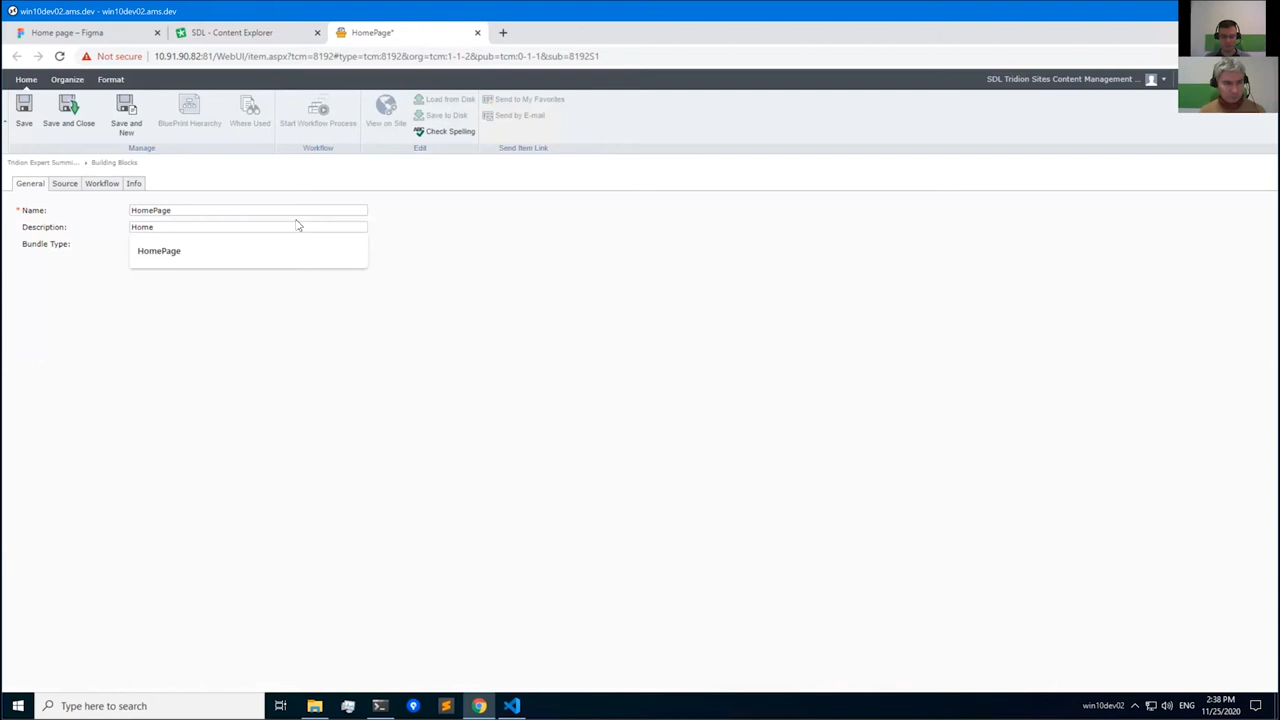 win10dev02.ams.dev - win10dev02.ams.dev
Home page – Figma
SDL - Content Explorer
HomePage*
Not secure
10.91.90.82:81/WebUI/item.aspx?tcm=8192#type=tcm:8192&org=tcm:1-1-2&pub=tcm:0-1-1&sub=8192S1
Home Organize Format
SDL Tridion Sites Content Management ...
Save
Save and Close
Save and New
BluePrint Hierarchy
Where Used
Manage
Start Workflow Process
Workflow
View on Site
Load from Disk
Save to Disk
Check Spelling
Edit
Send to My Favorites
Send by E-mail
Send Item Link
Tridion Expert Summi... Building Blocks
General Source Workflow Info
* Name: HomePage
Description: Home
Bundle Type:
HomePage
Type here to search
win10dev02
ENG
2:38 PM
11/25/2020